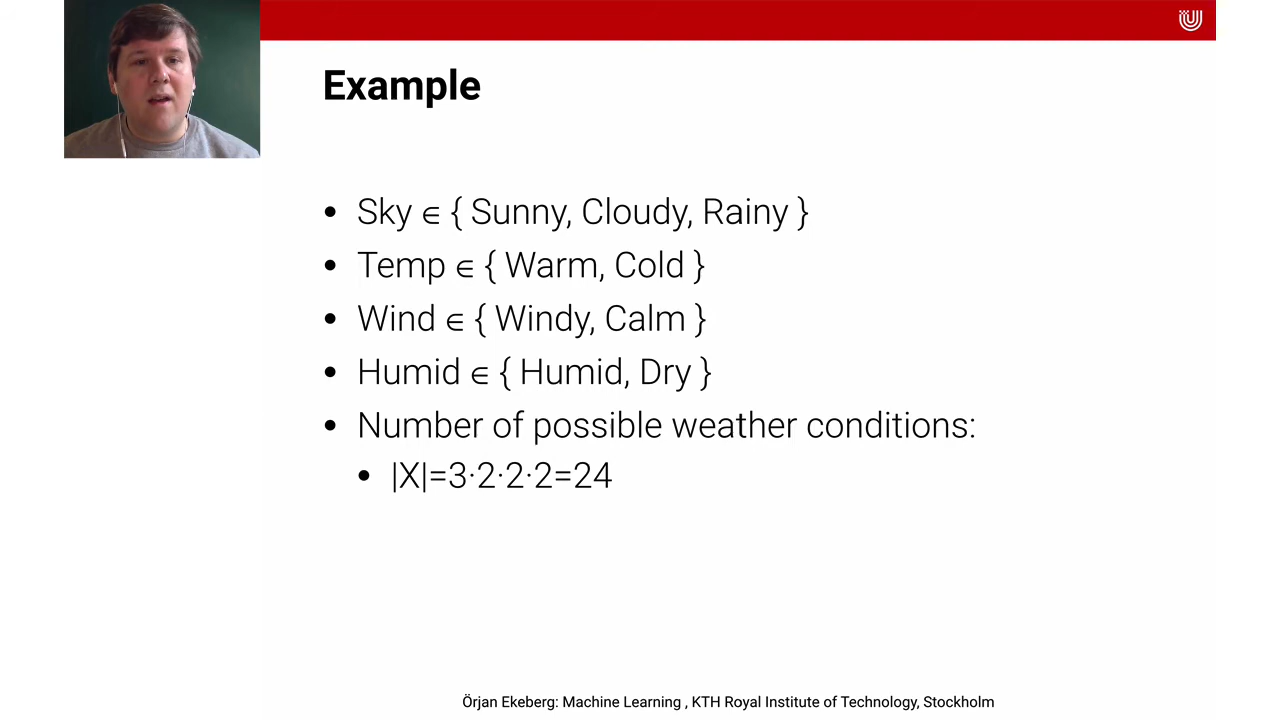 Example
• Sky ∈ { Sunny, Cloudy, Rainy }
• Temp ∈ { Warm, Cold }
• Wind ∈ { Windy, Calm }
• Humid ∈ { Humid, Dry }
• Number of possible weather conditions:
• |X|=3·2·2·2=24
Örjan Ekeberg: Machine Learning , KTH Royal Institute of Technology, Stockholm